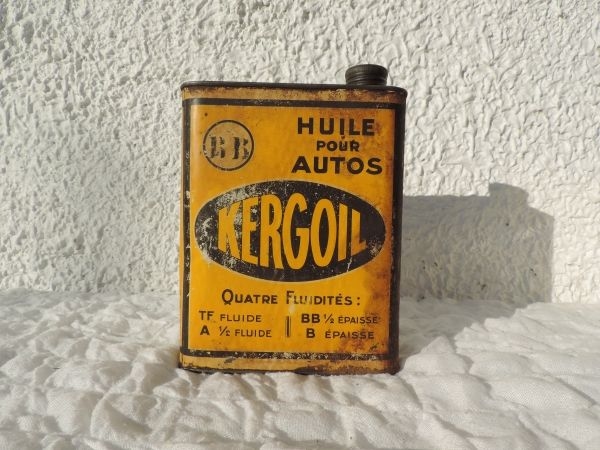 BB
HUILE
POUR
AUTOS
KERGOIL
QUATRE FLUIDITÉS :
TF FLUIDE
A ½ FLUIDE
BB ½ ÉPAISSE
B ÉPAISSE